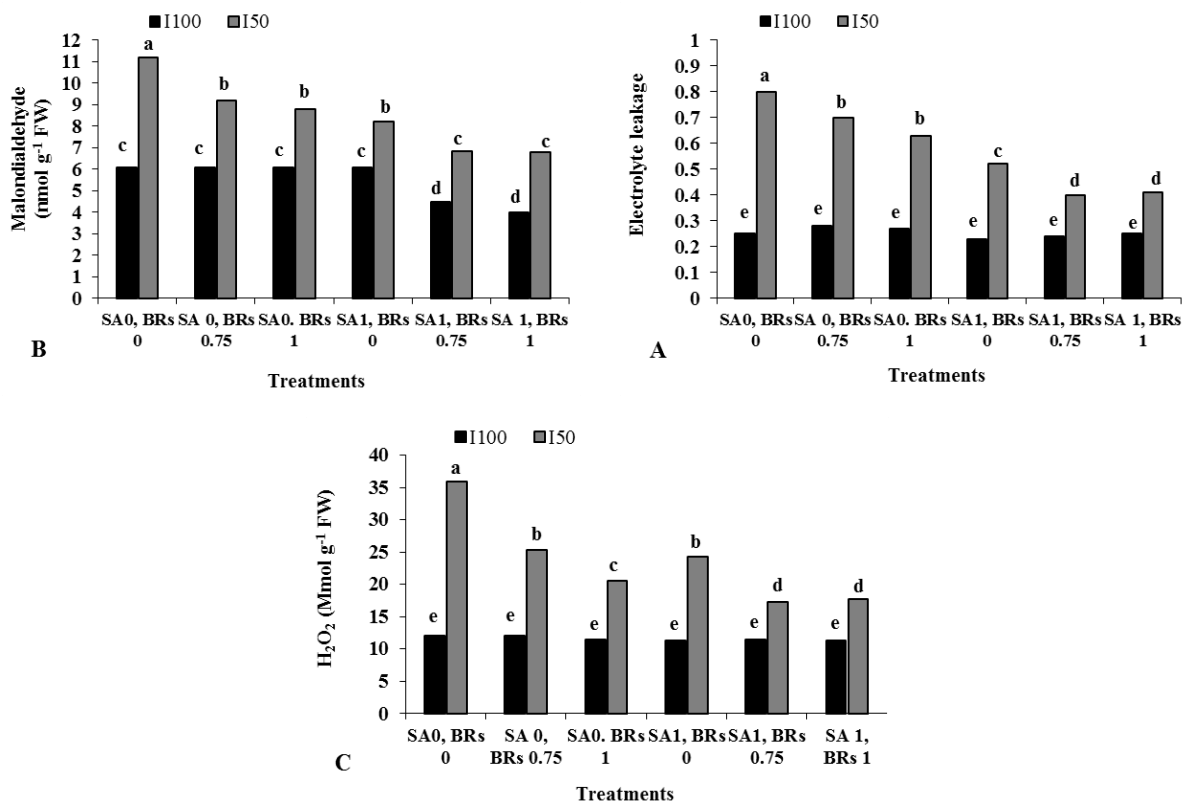 I100 I50
Malondialdehyde
(nmol g-1 FW)
12
11
10
9
8
7
6
5
4
3
2
1
0
a
b
b
b
c
c
c
c
c
c
d
d
SA0, BRs SA 0, BRs SA0. BRs SA1, BRs SA1, BRs SA 1, BRs
0 0.75 1 0 0.75 1
B
Treatments
I100 I50
Electrolyte leakage
1
0.9
0.8
0.7
0.6
0.5
0.4
0.3
0.2
0.1
0
a
b
b
c
d
d
e
e
e
e
e
e
SA0, BRs SA 0, BRs SA0. BRs SA1, BRs SA1, BRs SA 1, BRs
0 0.75 1 0 0.75 1
A
Treatments
I100 I50
H2O2 (Mmol g-1 FW)
40
35
30
25
20
15
10
5
0
a
b
c
b
d
d
e
e
e
e
e
e
SA0, BRs SA 0, SA0. BRs SA1, BRs SA1, BRs SA 1,
0 BRs 0.75 1 0 0.75 BRs 1
C
Treatments